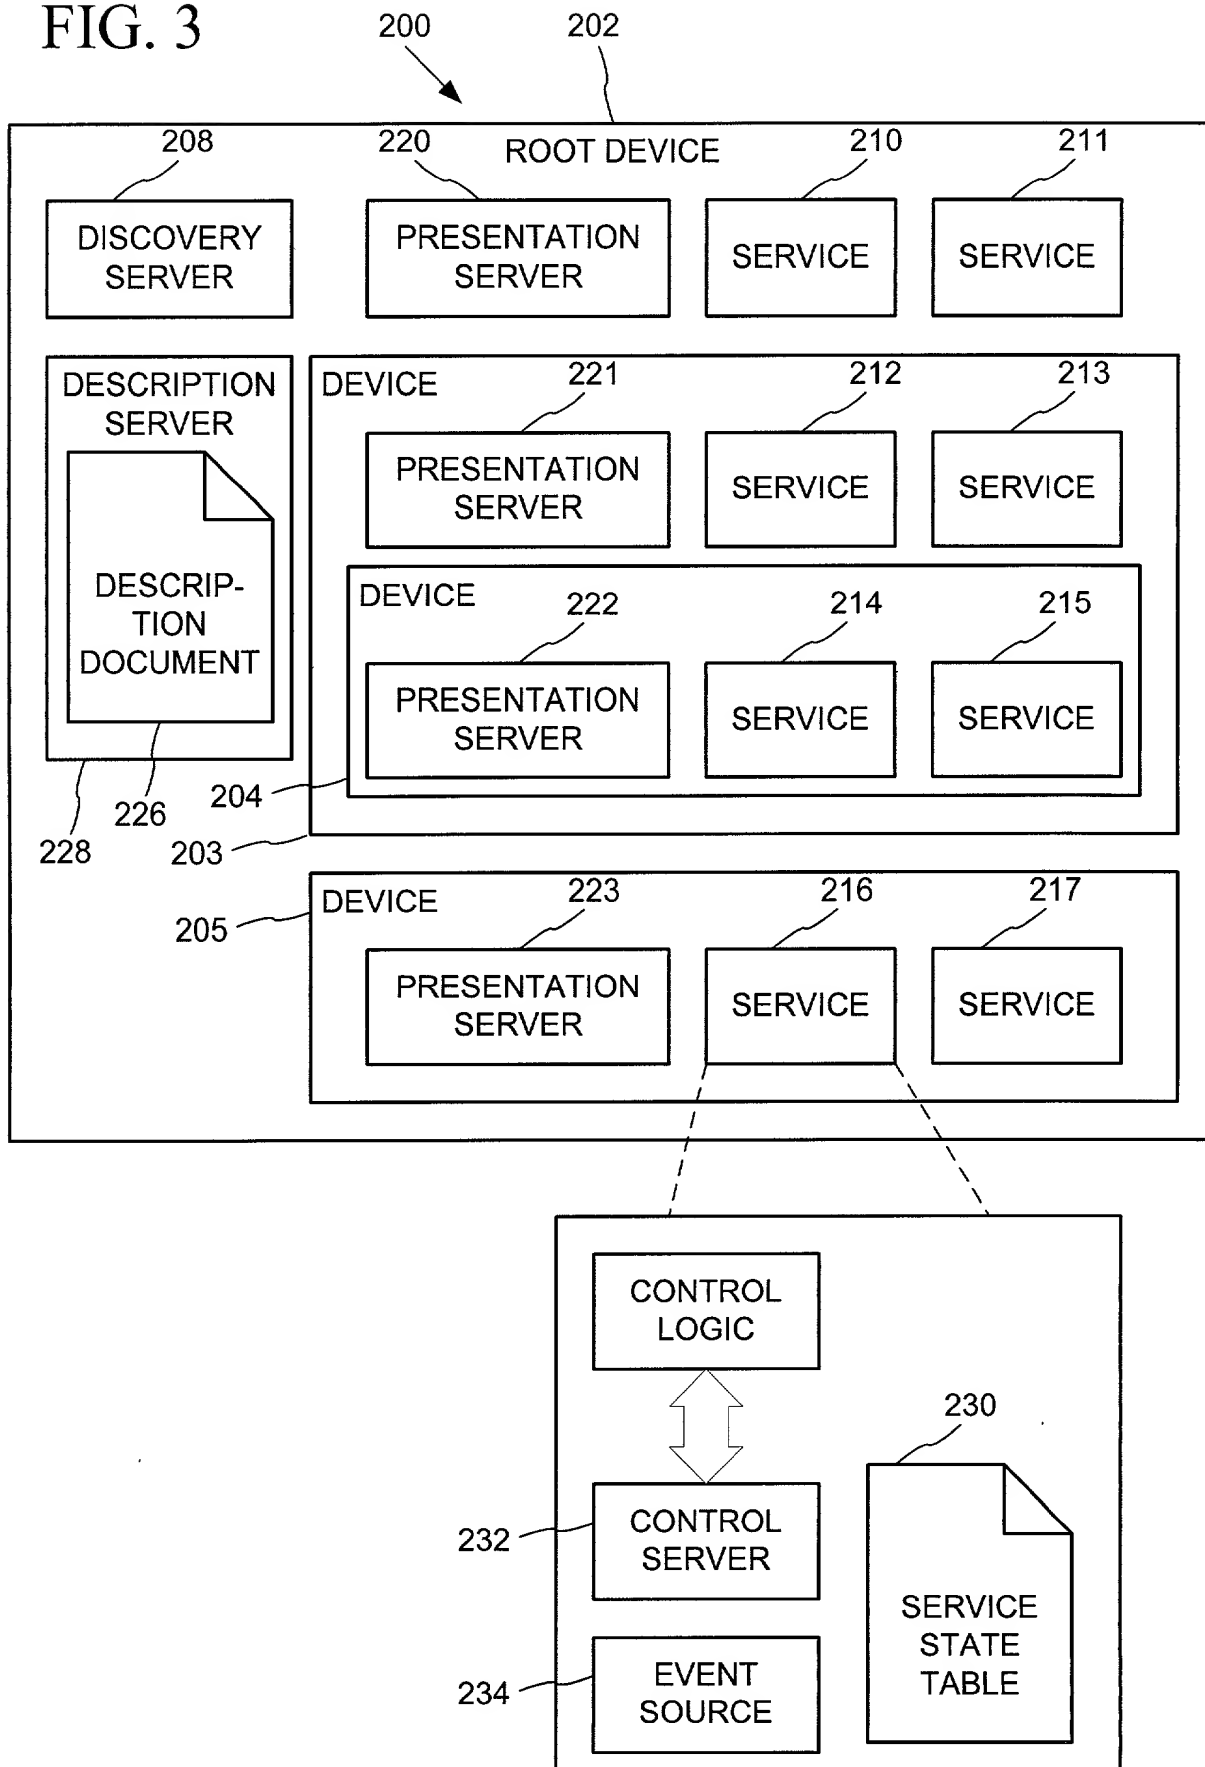 FIG. 3
200
202
ROOT DEVICE
208
220
210
211
DISCOVERY
SERVER
PRESENTATION
SERVER
SERVICE
SERVICE
DESCRIPTION
SERVER
DESCRIP-
TION
DOCUMENT
226
228
DEVICE
221
212
213
PRESENTATION
SERVER
SERVICE
SERVICE
DEVICE
222
214
215
PRESENTATION
SERVER
SERVICE
SERVICE
204
203
DEVICE
205
223
216
217
PRESENTATION
SERVER
SERVICE
SERVICE
CONTROL
LOGIC
230
232
CONTROL
SERVER
SERVICE
STATE
TABLE
234
EVENT
SOURCE